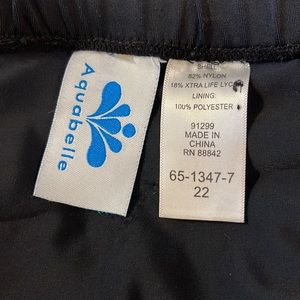 Aquabelle
SHELL:
82% NYLON
18% XTRA LIFE LYC
LINING:
100% POLYESTER
91299
MADE IN
CHINA
RN 88842
65-1347-7
22